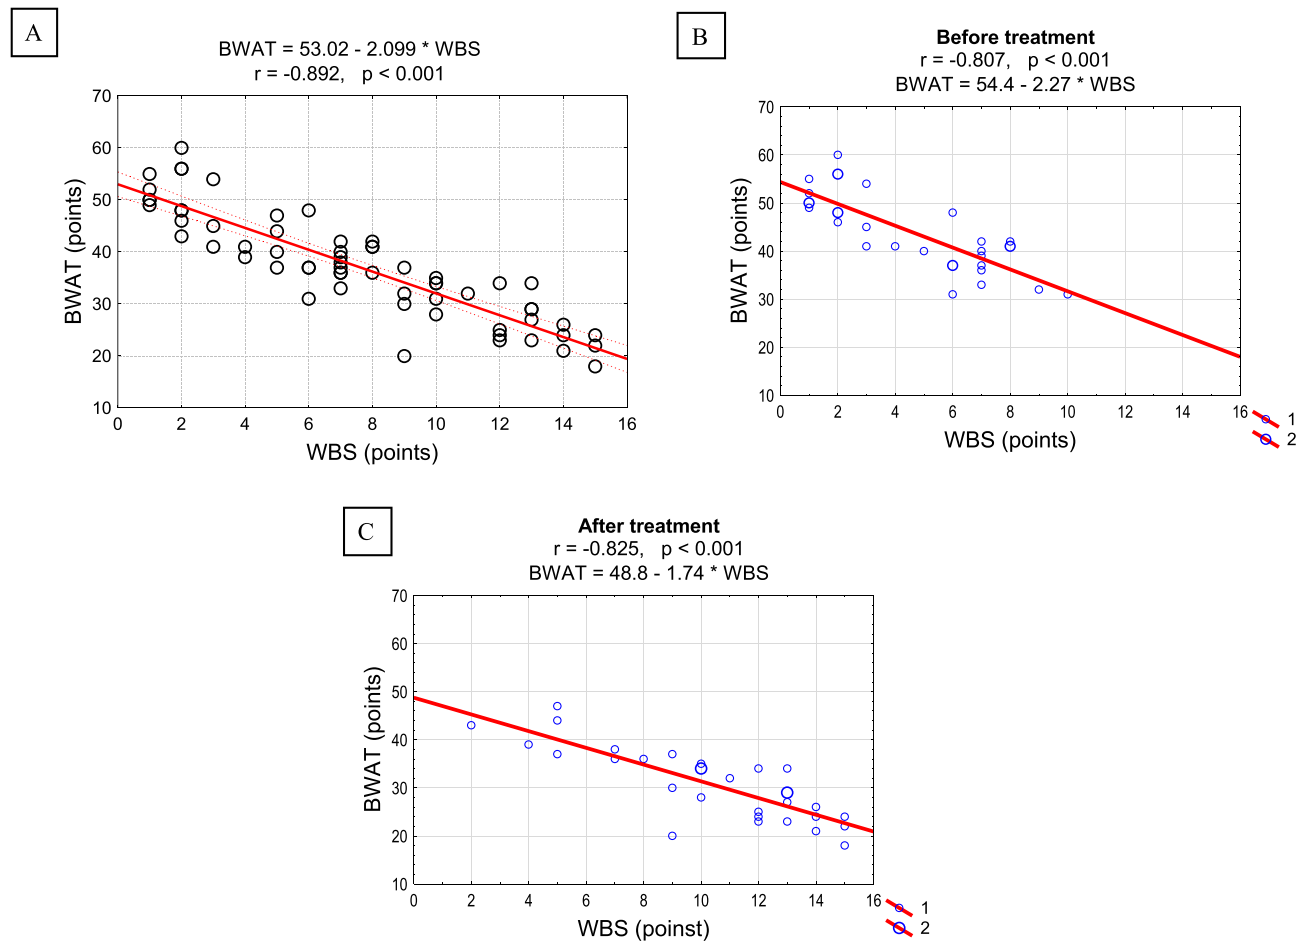 A
BWAT = 53.02 - 2.099 * WBS
r = -0.892, p < 0.001
70
60
50
40
30
20
10
BWAT (points)
0 2 4 6 8 10 12 14 16
WBS (points)
B
Before treatment
r = -0.807, p < 0.001
BWAT = 54.4 - 2.27 * WBS
70
60
50
40
30
20
10
BWAT (points)
0 2 4 6 8 10 12 14 16
WBS (points)
1
2
C
After treatment
r = -0.825, p < 0.001
BWAT = 48.8 - 1.74 * WBS
70
60
50
40
30
20
10
BWAT (points)
0 2 4 6 8 10 12 14 16
WBS (poinst)
1
2